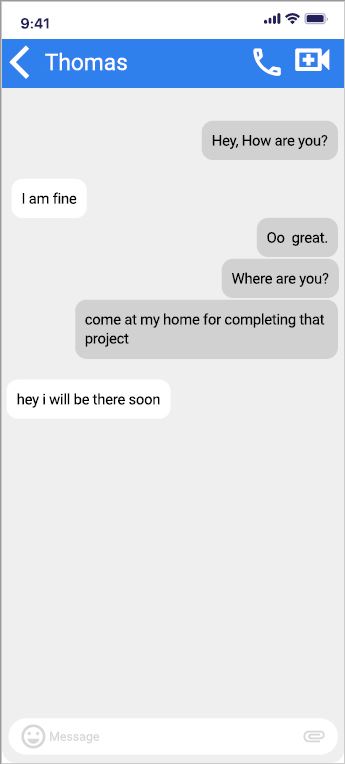 9:41
Thomas
Hey, How are you?
I am fine
Oo  great.
Where are you?
come at my home for completing that
project
hey i will be there soon
Message